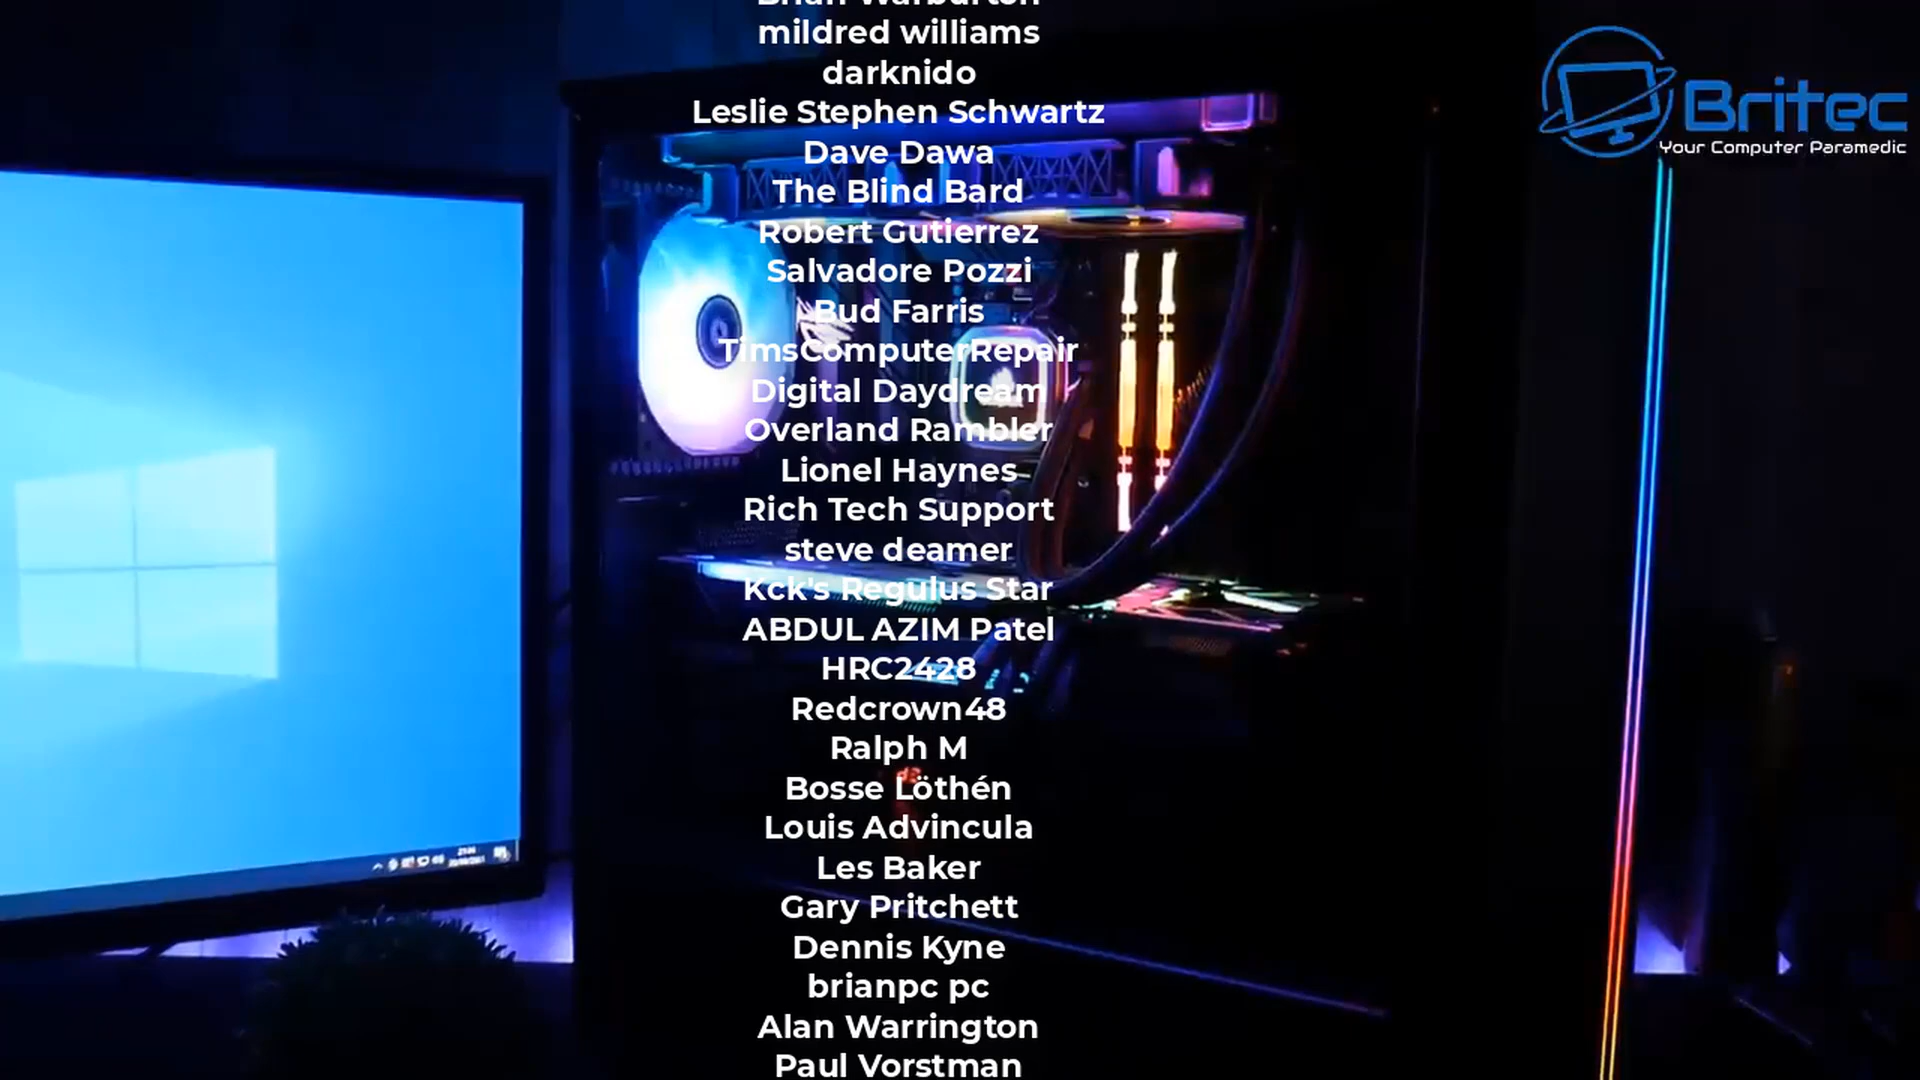 Brian Warburton
mildred williams
darknido
Leslie Stephen Schwartz
Dave Dawa
The Blind Bard
Robert Gutierrez
Salvadore Pozzi
Bud Farris
TimsComputerRepair
Digital Daydream
Overland Rambler
Lionel Haynes
Rich Tech Support
steve deamer
Kck's Regulus Star
ABDUL AZIM Patel
HRC2428
Redcrown48
Ralph M
Bosse Löthén
Louis Advincula
Les Baker
Gary Pritchett
Dennis Kyne
brianpc pc
Alan Warrington
Paul Vorstman
Britec
Your Computer Paramedic